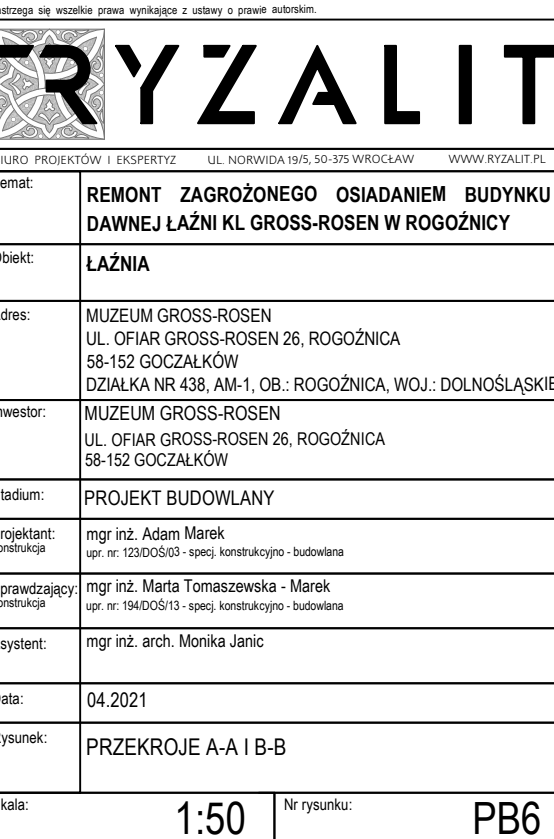 astrzega się wszelkie prawa wynikające z ustawy o prawie autorskim.
RYZALIT
IURO PROJEKTÓW I EKSPERTYZ UL. NORWIDA 19/5, 50-375 WROCŁAW WWW.RYZALIT.PL
emat:
REMONT ZAGROŻONEGO OSIADANIEM BUDYNKU
DAWNEJ ŁAŹNI KL GROSS-ROSEN W ROGOŹNICY
biekt:
ŁAŹNIA
dres:
MUZEUM GROSS-ROSEN
UL. OFIAR GROSS-ROSEN 26, ROGOŹNICA
58-152 GOCZAŁKÓW
DZIAŁKA NR 438, AM-1, OB.: ROGOŹNICA, WOJ.: DOLNOŚLĄSKIE
nwestor:
MUZEUM GROSS-ROSEN
UL. OFIAR GROSS-ROSEN 26, ROGOŹNICA
58-152 GOCZAŁKÓW
tadium:
PROJEKT BUDOWLANY
rojektant:
onstrukcja
mgr inż. Adam Marek
upr. nr: 123/DOŚ/03 - specj. konstrukcyjno - budowlana
prawdzający:
onstrukcja
mgr inż. Marta Tomaszewska - Marek
upr. nr: 194/DOŚ/13 - specj. konstrukcyjno - budowlana
systent:
mgr inż. arch. Monika Janic
ata:
04.2021
ysunek:
PRZEKROJE A-A I B-B
kala:
1:50
Nr rysunku:
PB6